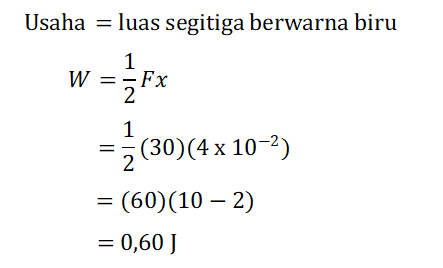 Usaha = luas segitiga berwarna biru
W = 1/2 Fx
= 1/2 (30)(4 x 10⁻²)
= (60)(10 − 2)
= 0,60 J